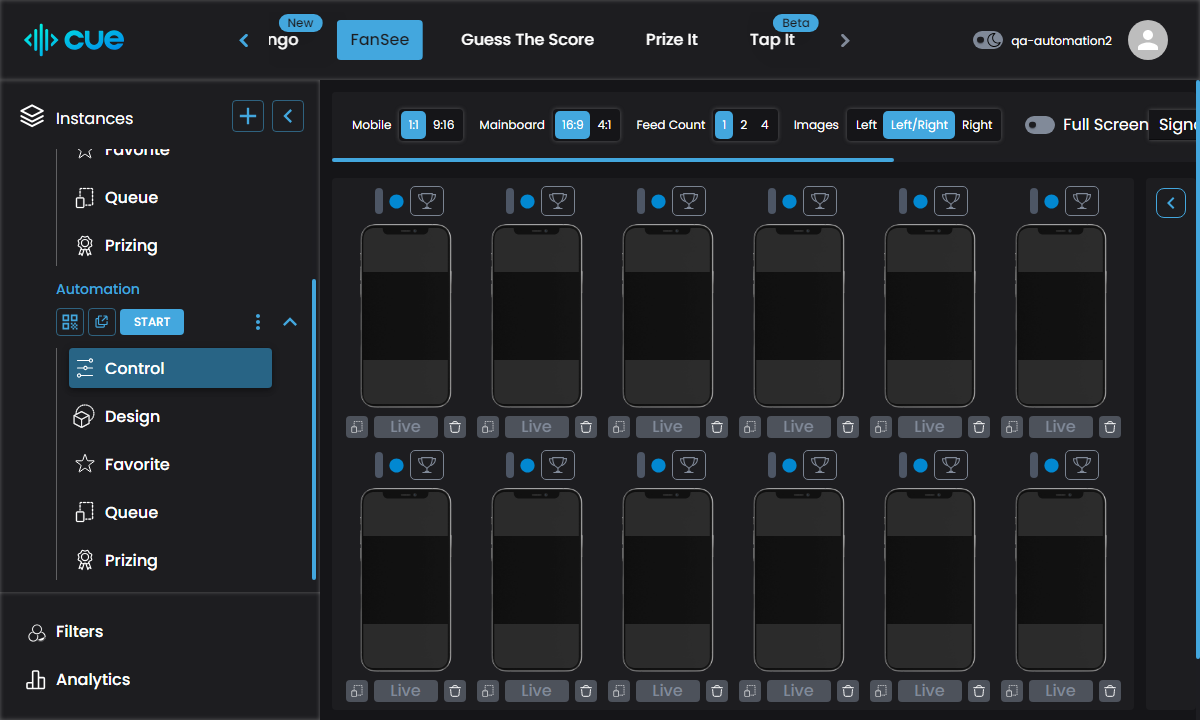 cue
New
ngo
FanSee
Guess The Score
Prize It
Beta
Tap It
qa-automation2
Instances
Favorite
Queue
Prizing
Automation
START
Control
Design
Favorite
Queue
Prizing
Filters
Analytics
Mobile 1:1 9:16 Mainboard 16:9 4:1 Feed Count 1 2 4 Images Left Left/Right Right Full Screen Signa
Live Live Live Live Live Live
Live Live Live Live Live Live